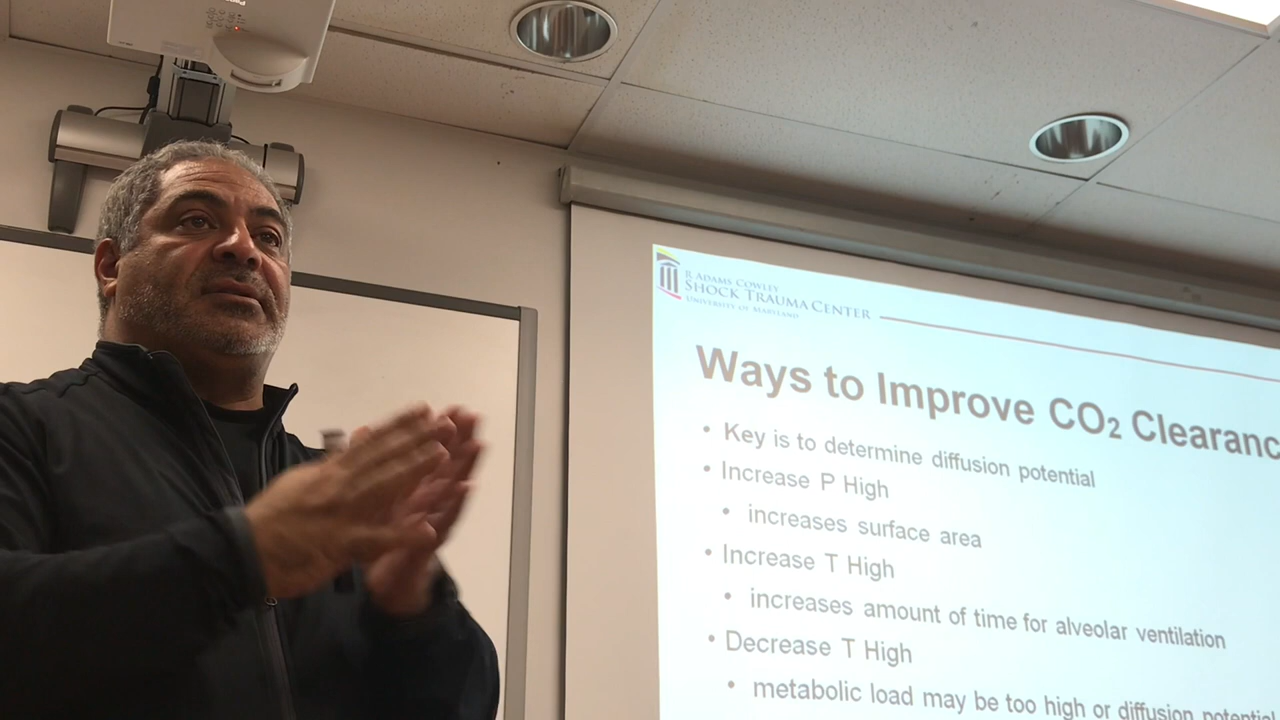 R ADAMS COWLEY
SHOCK TRAUMA CENTER
UNIVERSITY OF MARYLAND
Ways to Improve CO₂ Clearanc
• Key is to determine diffusion potential
• Increase P High
• increases surface area
• Increase T High
• increases amount of time for alveolar ventilation
• Decrease T High
• metabolic load may be too high or diffusion potential